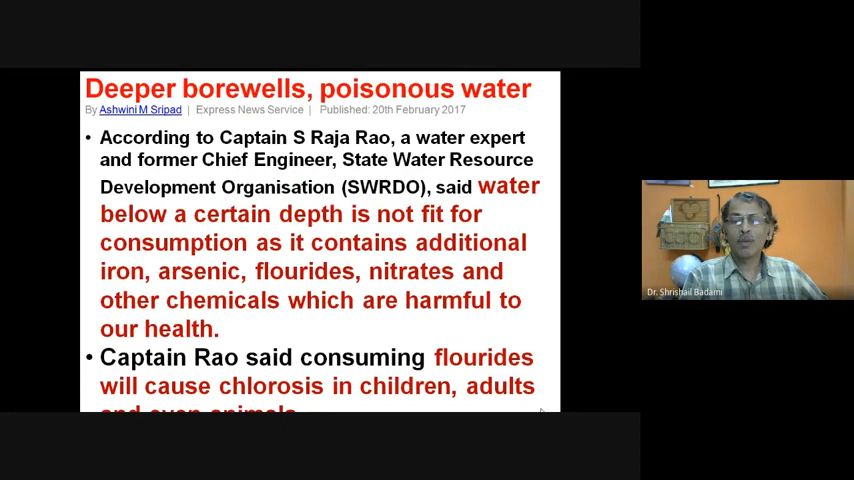 Deeper borewells, poisonous water
By Ashwini M Sripad | Express News Service | Published: 20th February 2017
• According to Captain S Raja Rao, a water expert
and former Chief Engineer, State Water Resource
Development Organisation (SWRDO), said water
below a certain depth is not fit for
consumption as it contains additional
iron, arsenic, flourides, nitrates and
other chemicals which are harmful to
our health.
• Captain Rao said consuming flourides
will cause chlorosis in children, adults
and even animals
Dr. Shrishail Badami